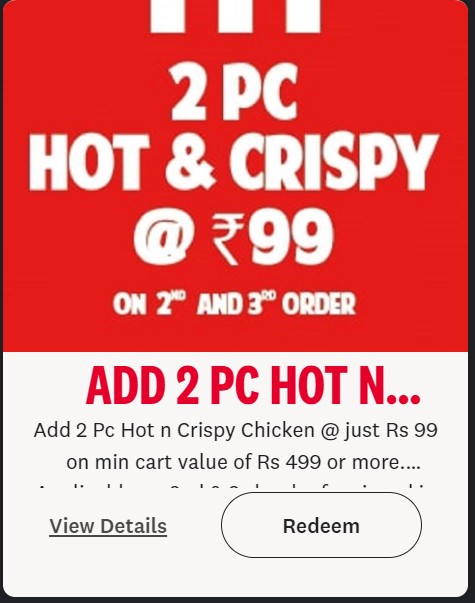 2 PC
HOT & CRISPY
@ ₹99
ON 2ND AND 3RD ORDER
ADD 2 PC HOT N...
Add 2 Pc Hot n Crispy Chicken @ just Rs 99
on min cart value of Rs 499 or more....
View Details
Redeem